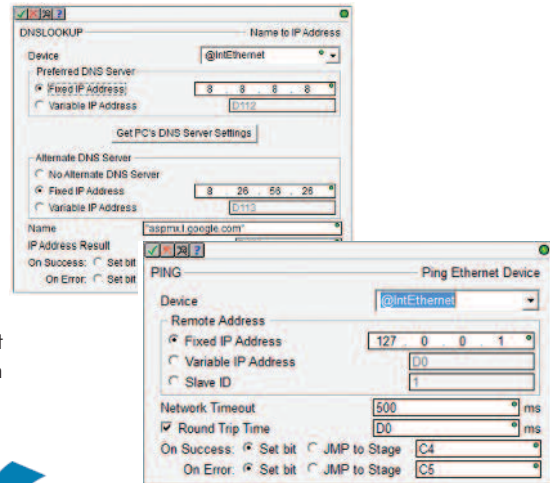 DNSLOOKUP Name to IP Address
Device @IntEthernet
Preferred DNS Server
Fixed IP Address 8 . 8 . 8 . 8
Variable IP Address D112
Get PC's DNS Server Settings
Alternate DNS Server
No Alternate DNS Server
Fixed IP Address 8 . 26 . 56 . 26
Variable IP Address D113
Name "aspmx.l.google.com"
IP Address Result
On Success: Set bit
On Error: Set bit
PING Ping Ethernet Device
Device @IntEthernet
Remote Address
Fixed IP Address 127 . 0 . 0 . 1
Variable IP Address D0
Slave ID 1
Network Timeout 500 ms
Round Trip Time D0 ms
On Success: Set bit JMP to Stage C4
On Error: Set bit JMP to Stage C5